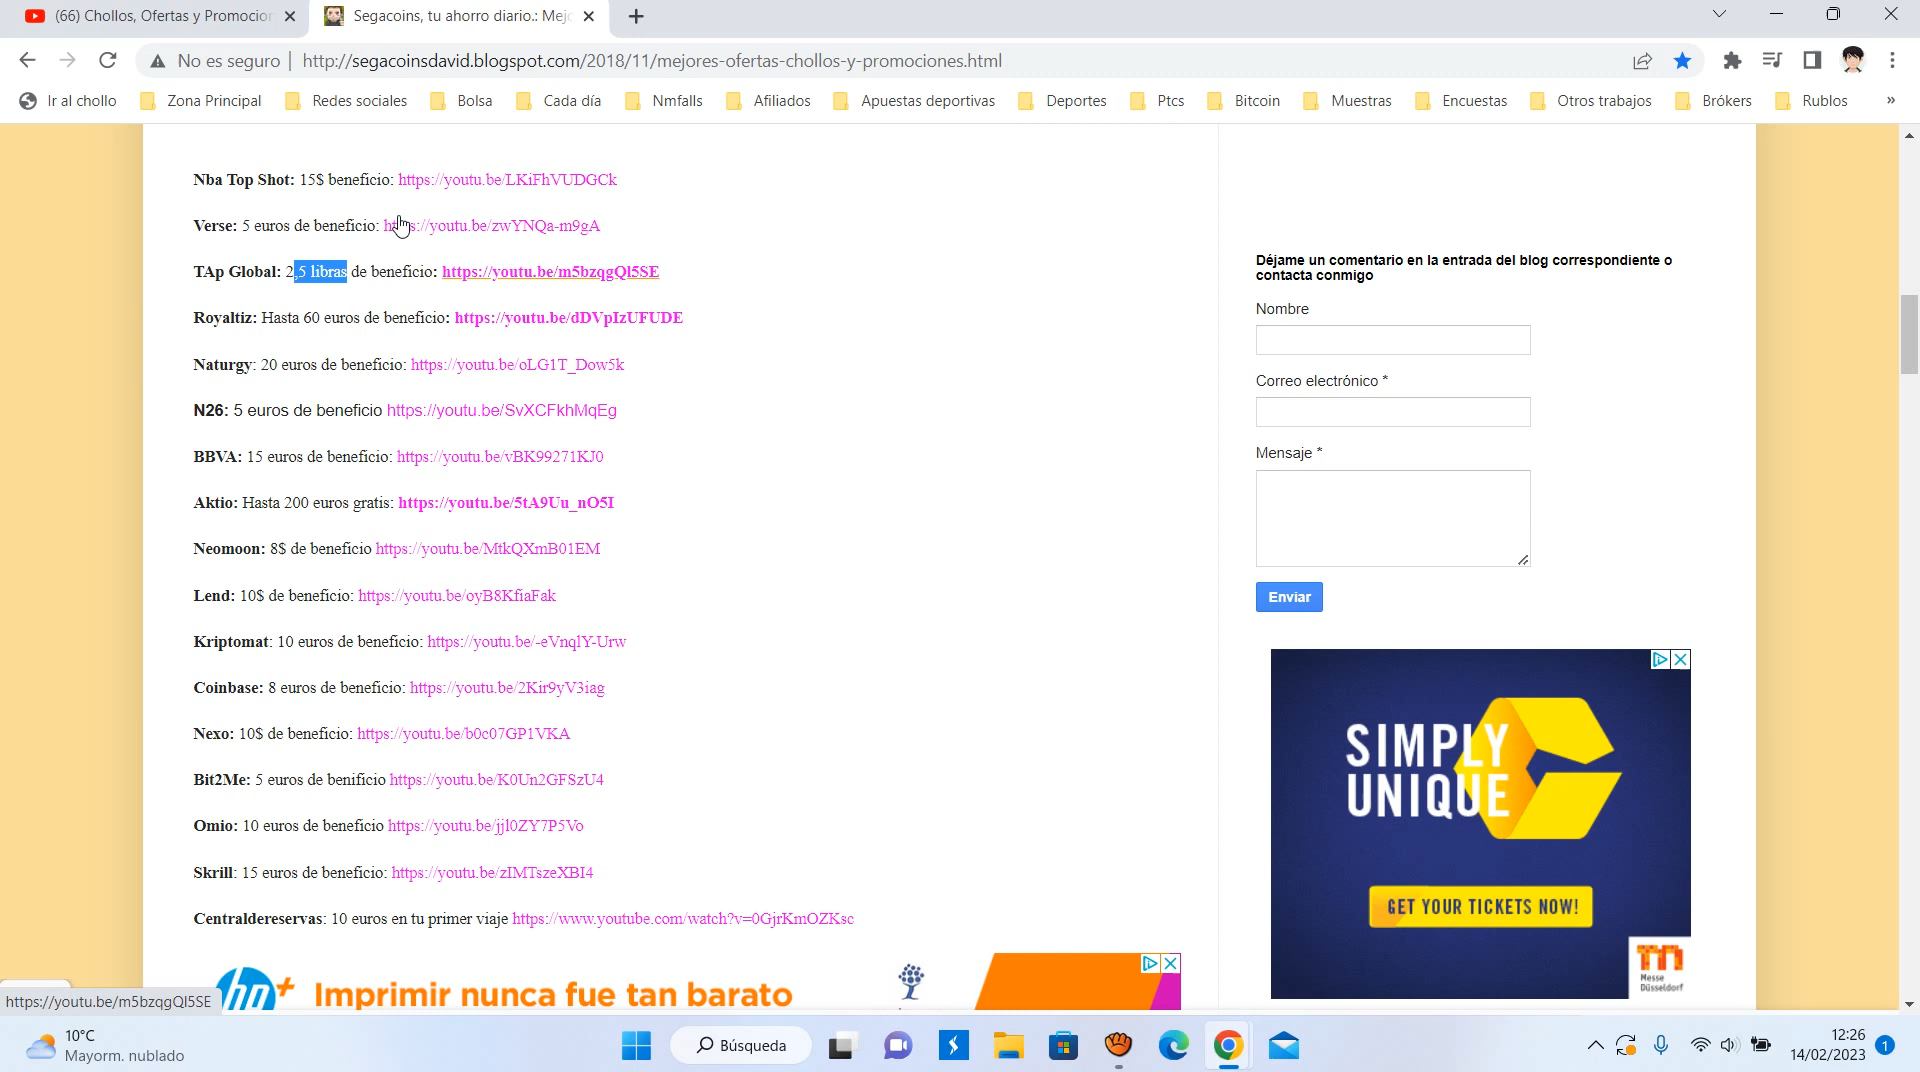 (66) Chollos, Ofertas y Promocion
Segacoins, tu ahorro diario.: Mejo
No es seguro | http://segacoinsdavid.blogspot.com/2018/11/mejores-ofertas-chollos-y-promociones.html
Ir al chollo Zona Principal Redes sociales Bolsa Cada día Nmfalls Afiliados Apuestas deportivas Deportes Ptcs Bitcoin Muestras Encuestas Otros trabajos Brókers Rublos »
Nba Top Shot: 15$ beneficio: https://youtu.be/LKiFhVUDGCk
Verse: 5 euros de beneficio: https://youtu.be/zwYNQa-m9gA
TAp Global: 2,5 libras de beneficio: https://youtu.be/m5bzqgQl5SE
Royaltiz: Hasta 60 euros de beneficio: https://youtu.be/dDVpIzUFUDE
Naturgy: 20 euros de beneficio: https://youtu.be/oLG1T_Dow5k
N26: 5 euros de beneficio https://youtu.be/SvXCFkhMqEg
BBVA: 15 euros de beneficio: https://youtu.be/vBK99271KJ0
Aktio: Hasta 200 euros gratis: https://youtu.be/5tA9Uu_nO5I
Neomoon: 8$ de beneficio https://youtu.be/MtkQXmB01EM
Lend: 10$ de beneficio: https://youtu.be/oyB8KfiaFak
Kriptomat: 10 euros de beneficio: https://youtu.be/-eVnqlY-Urw
Coinbase: 8 euros de beneficio: https://youtu.be/2Kir9yV3iag
Nexo: 10$ de beneficio: https://youtu.be/b0c07GP1VKA
Bit2Me: 5 euros de benificio https://youtu.be/K0Un2GFSzU4
Omio: 10 euros de beneficio https://youtu.be/jjl0ZY7P5Vo
Skrill: 15 euros de beneficio: https://youtu.be/zIMTszeXBI4
Centraldereservas: 10 euros en tu primer viaje https://www.youtube.com/watch?v=0GjrKmOZKsc
Déjame un comentario en la entrada del blog correspondiente o
contacta conmigo
Nombre
Correo electrónico *
Mensaje *
Enviar
SIMPLY
UNIQUE
GET YOUR TICKETS NOW!
Messe
Düsseldorf
hp+ Imprimir nunca fue tan barato
https://youtu.be/m5bzqgQl5SE
10°C
Mayorm. nublado
Búsqueda
12:26
14/02/2023
1